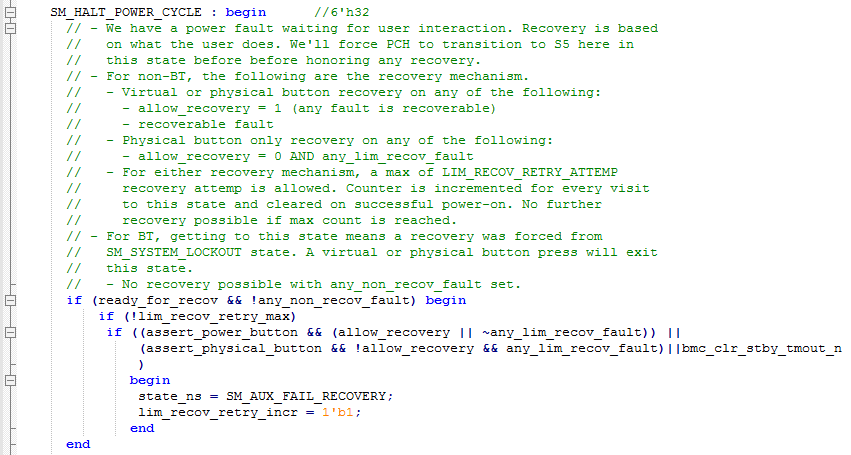 SM_HALT_POWER_CYCLE : begin      //6'h32
// - We have a power fault waiting for user interaction. Recovery is based
//   on what the user does. We'll force PCH to transition to S5 here in
//   this state before before honoring any recovery.
// - For non-BT, the following are the recovery mechanism.
//   - Virtual or physical button recovery on any of the following:
//     - allow_recovery = 1 (any fault is recoverable)
//     - recoverable fault
//   - Physical button only recovery on any of the following:
//     - allow_recovery = 0 AND any_lim_recov_fault
//   - For either recovery mechanism, a max of LIM_RECOV_RETRY_ATTEMP
//     recovery attemp is allowed. Counter is incremented for every visit
//     to this state and cleared on successful power-on. No further
//     recovery possible if max count is reached.
// - For BT, getting to this state means a recovery was forced from
//   SM_SYSTEM_LOCKOUT state. A virtual or physical button press will exit
//   this state.
//   - No recovery possible with any_non_recov_fault set.
if (ready_for_recov && !any_non_recov_fault) begin
if (!lim_recov_retry_max)
if ((assert_power_button && (allow_recovery || ~any_lim_recov_fault)) ||
(assert_physical_button && !allow_recovery && any_lim_recov_fault)||bmc_clr_stby_tmout_n
)
begin
state_ns = SM_AUX_FAIL_RECOVERY;
lim_recov_retry_incr = 1'b1;
end
end